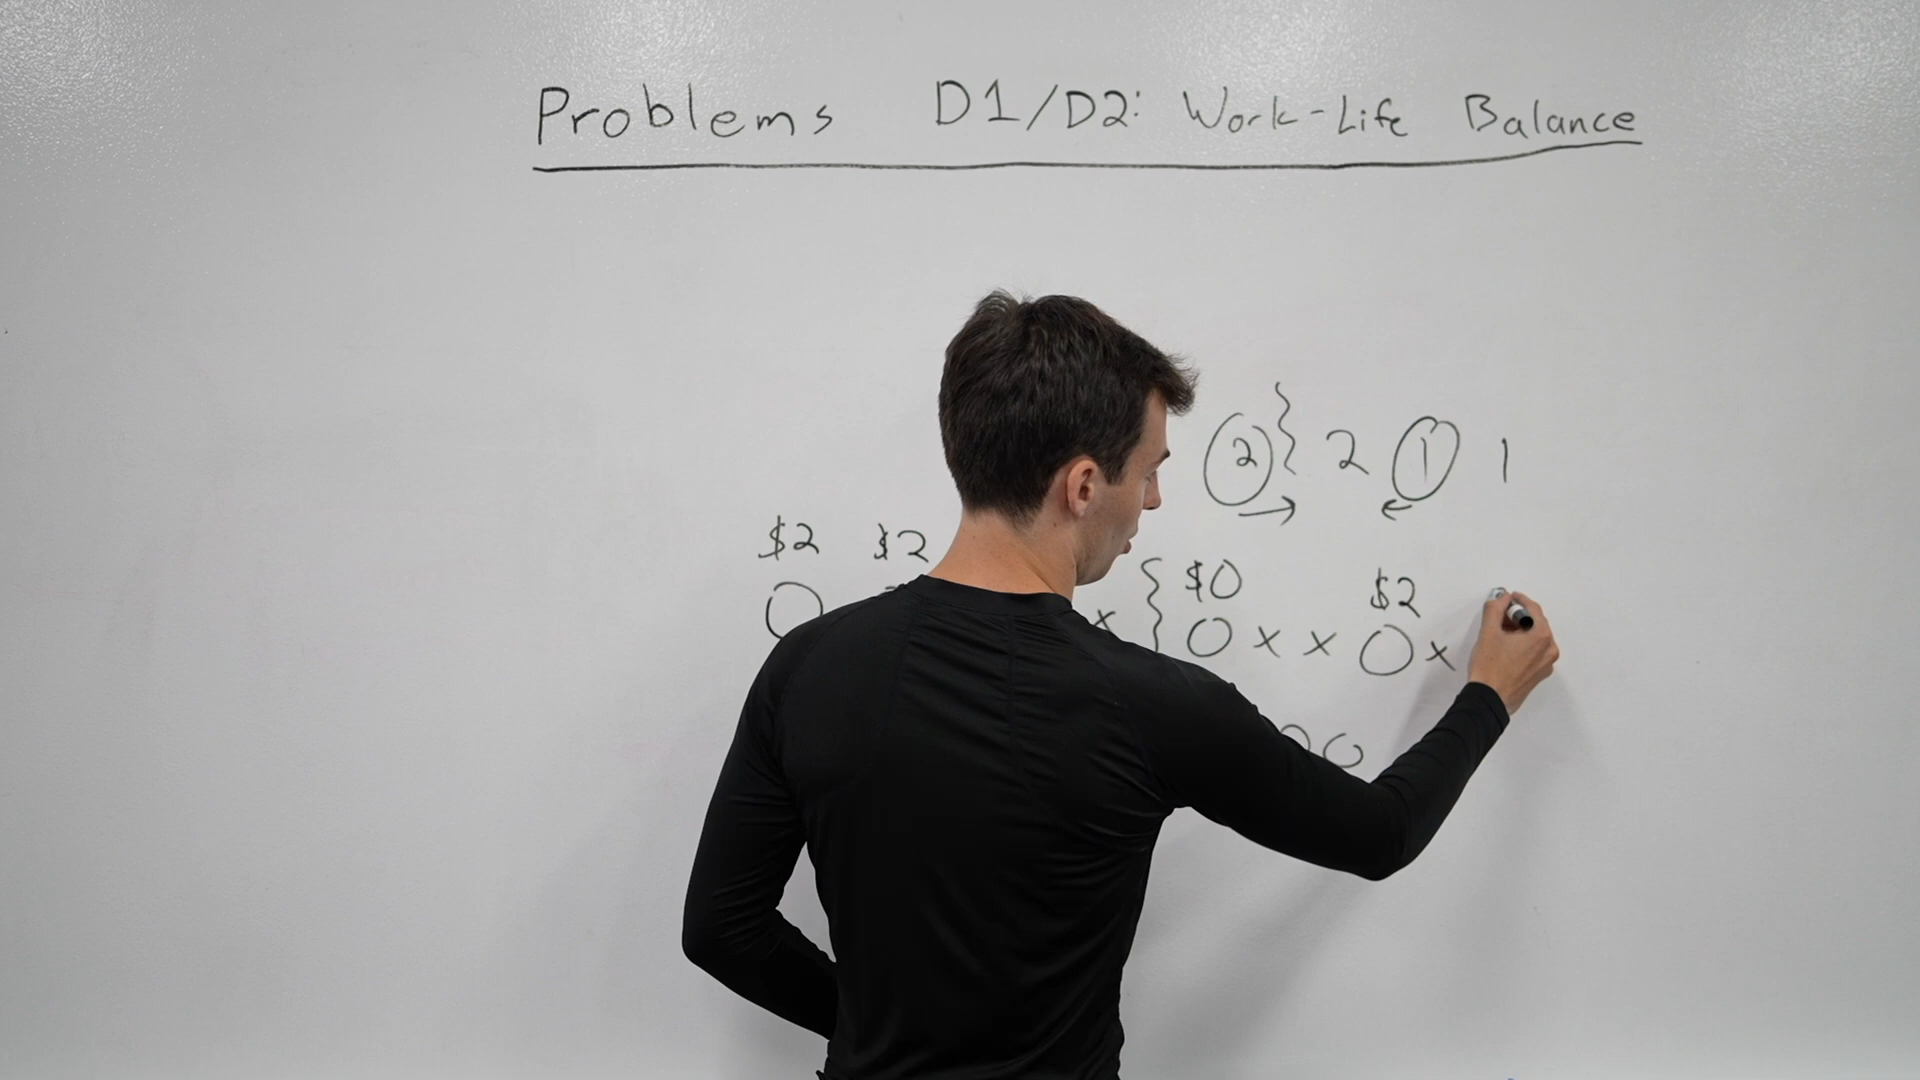 Problems D1/D2: Work-Life Balance
2 } 2 1 1
→ ←
$2 $2 { $0 $2
O x O x x O x
O O